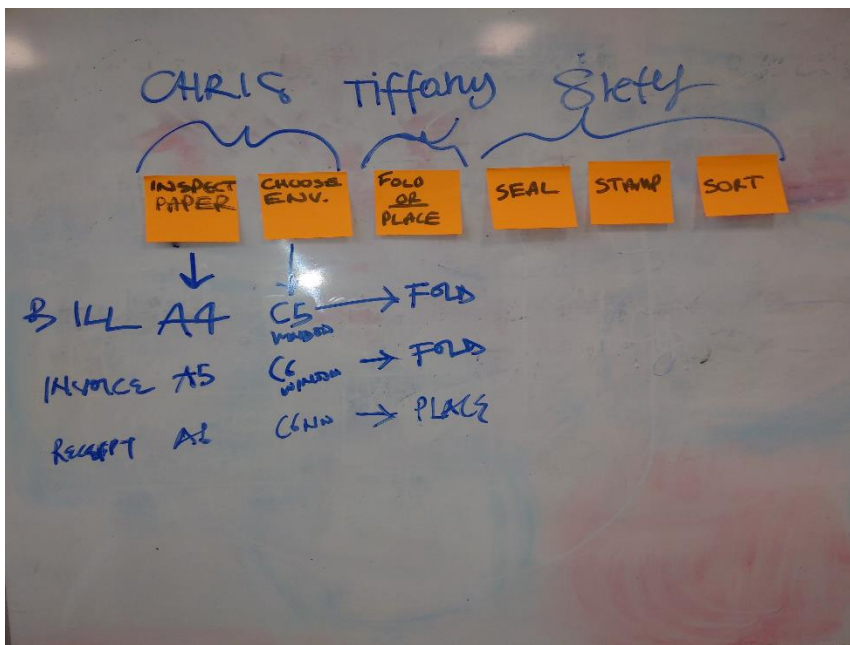 CHRIS Tiffany
INSPECT PAPER
CHOOSE ENV.
FOLD OR PLACE
SEAL
STAMP
SORT
BILL A4 C5 WINDOW → FOLD
INVOICE A5 C6 WINDOW → FOLD
RECEIPT C6NN → PLACE